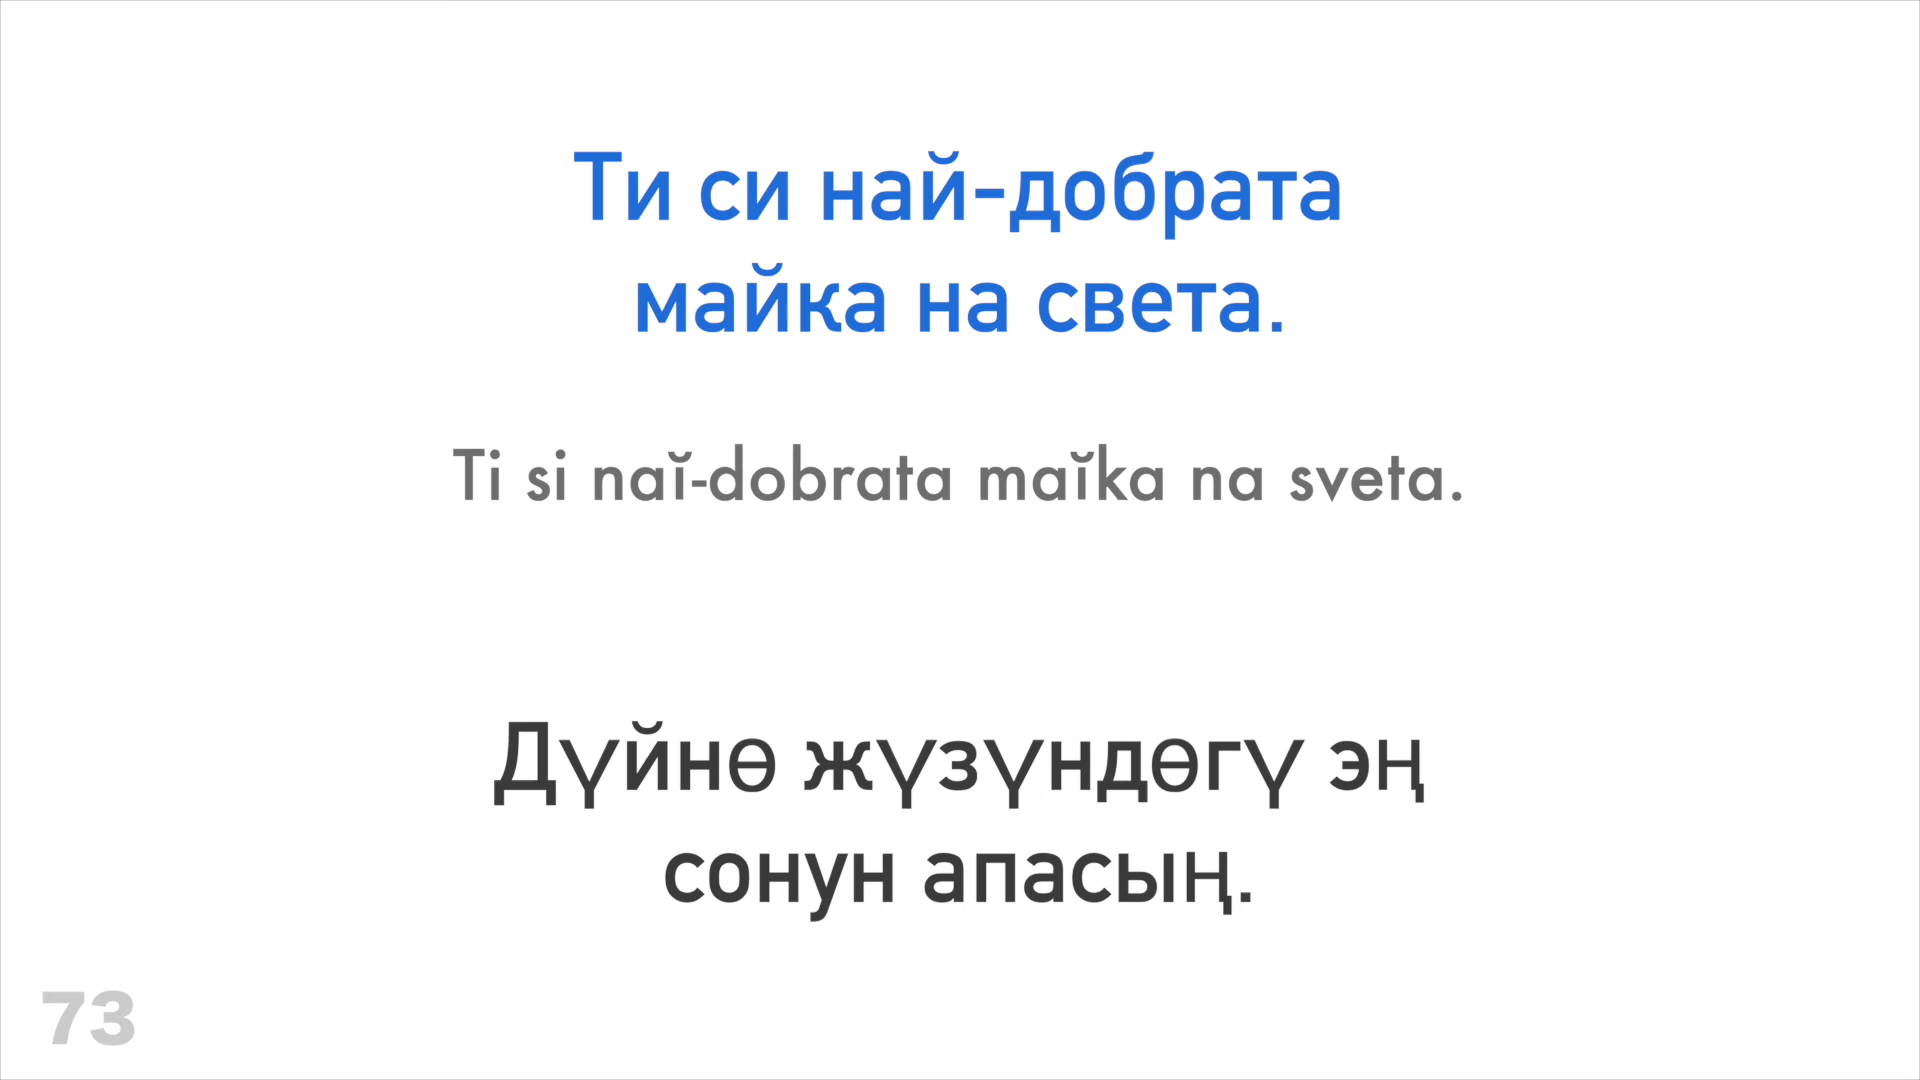 Ти си най-добрата
майка на света.
Ti si naĭ-dobrata maĭka na sveta.
Дүйнө жүзүндөгү эң
сонун апасың.
73